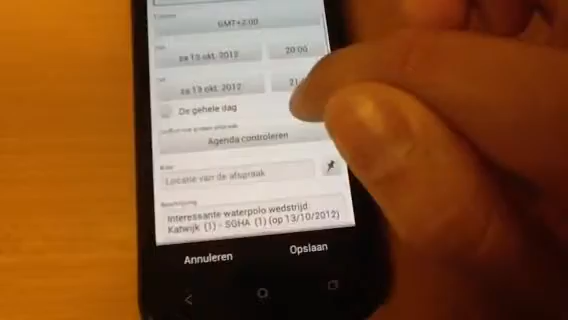 GMT+2:00
za 13 okt. 2012 20:00
za 13 okt. 2012
De gehele dag
Agenda controleren
Locatie van de afspraak
Interessante waterpolo wedstrijd:
Katwijk (1) - SGHA (1) (op 13/10/2012)
Annuleren Opslaan